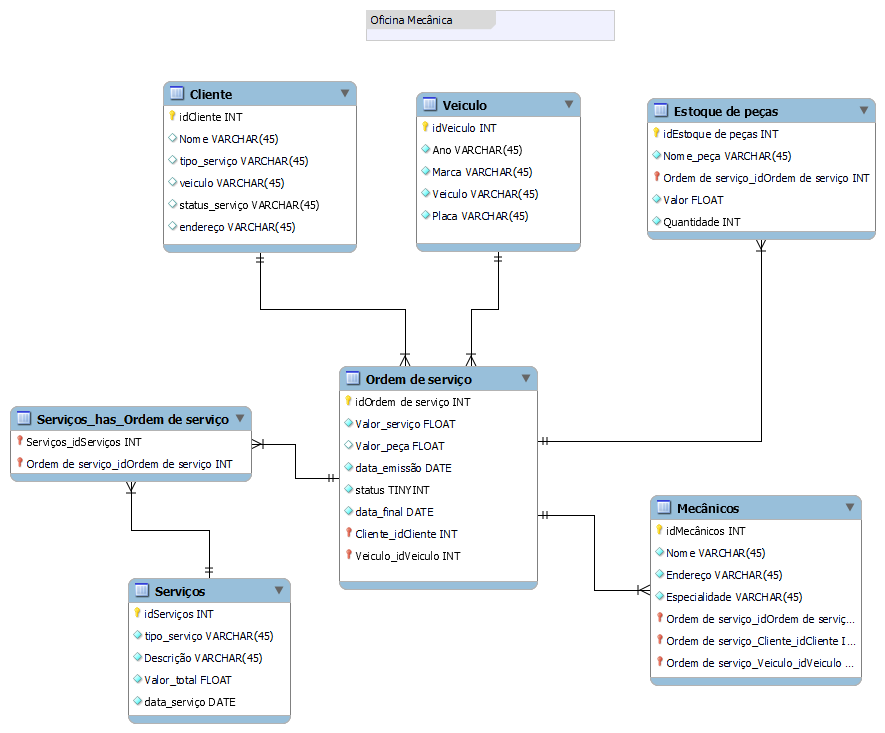 Oficina Mecânica
Cliente
idCliente INT
Nome VARCHAR(45)
tipo_serviço VARCHAR(45)
veiculo VARCHAR(45)
status_serviço VARCHAR(45)
endereço VARCHAR(45)
Veiculo
idVeiculo INT
Ano VARCHAR(45)
Marca VARCHAR(45)
Veiculo VARCHAR(45)
Placa VARCHAR(45)
Estoque de peças
idEstoque de peças INT
Nome_peça VARCHAR(45)
Ordem de serviço_idOrdem de serviço INT
Valor FLOAT
Quantidade INT
Ordem de serviço
idOrdem de serviço INT
Valor_serviço FLOAT
Valor_peça FLOAT
data_emissão DATE
status TINYINT
data_final DATE
Cliente_idCliente INT
Veiculo_idVeiculo INT
Serviços_has_Ordem de serviço
Serviços_idServiços INT
Ordem de serviço_idOrdem de serviço INT
Mecânicos
idMecânicos INT
Nome VARCHAR(45)
Endereço VARCHAR(45)
Especialidade VARCHAR(45)
Ordem de serviço_idOrdem de serviç...
Ordem de serviço_Cliente_idCliente I...
Ordem de serviço_Veiculo_idVeiculo ...
Serviços
idServiços INT
tipo_serviço VARCHAR(45)
Descrição VARCHAR(45)
Valor_total FLOAT
data_serviço DATE